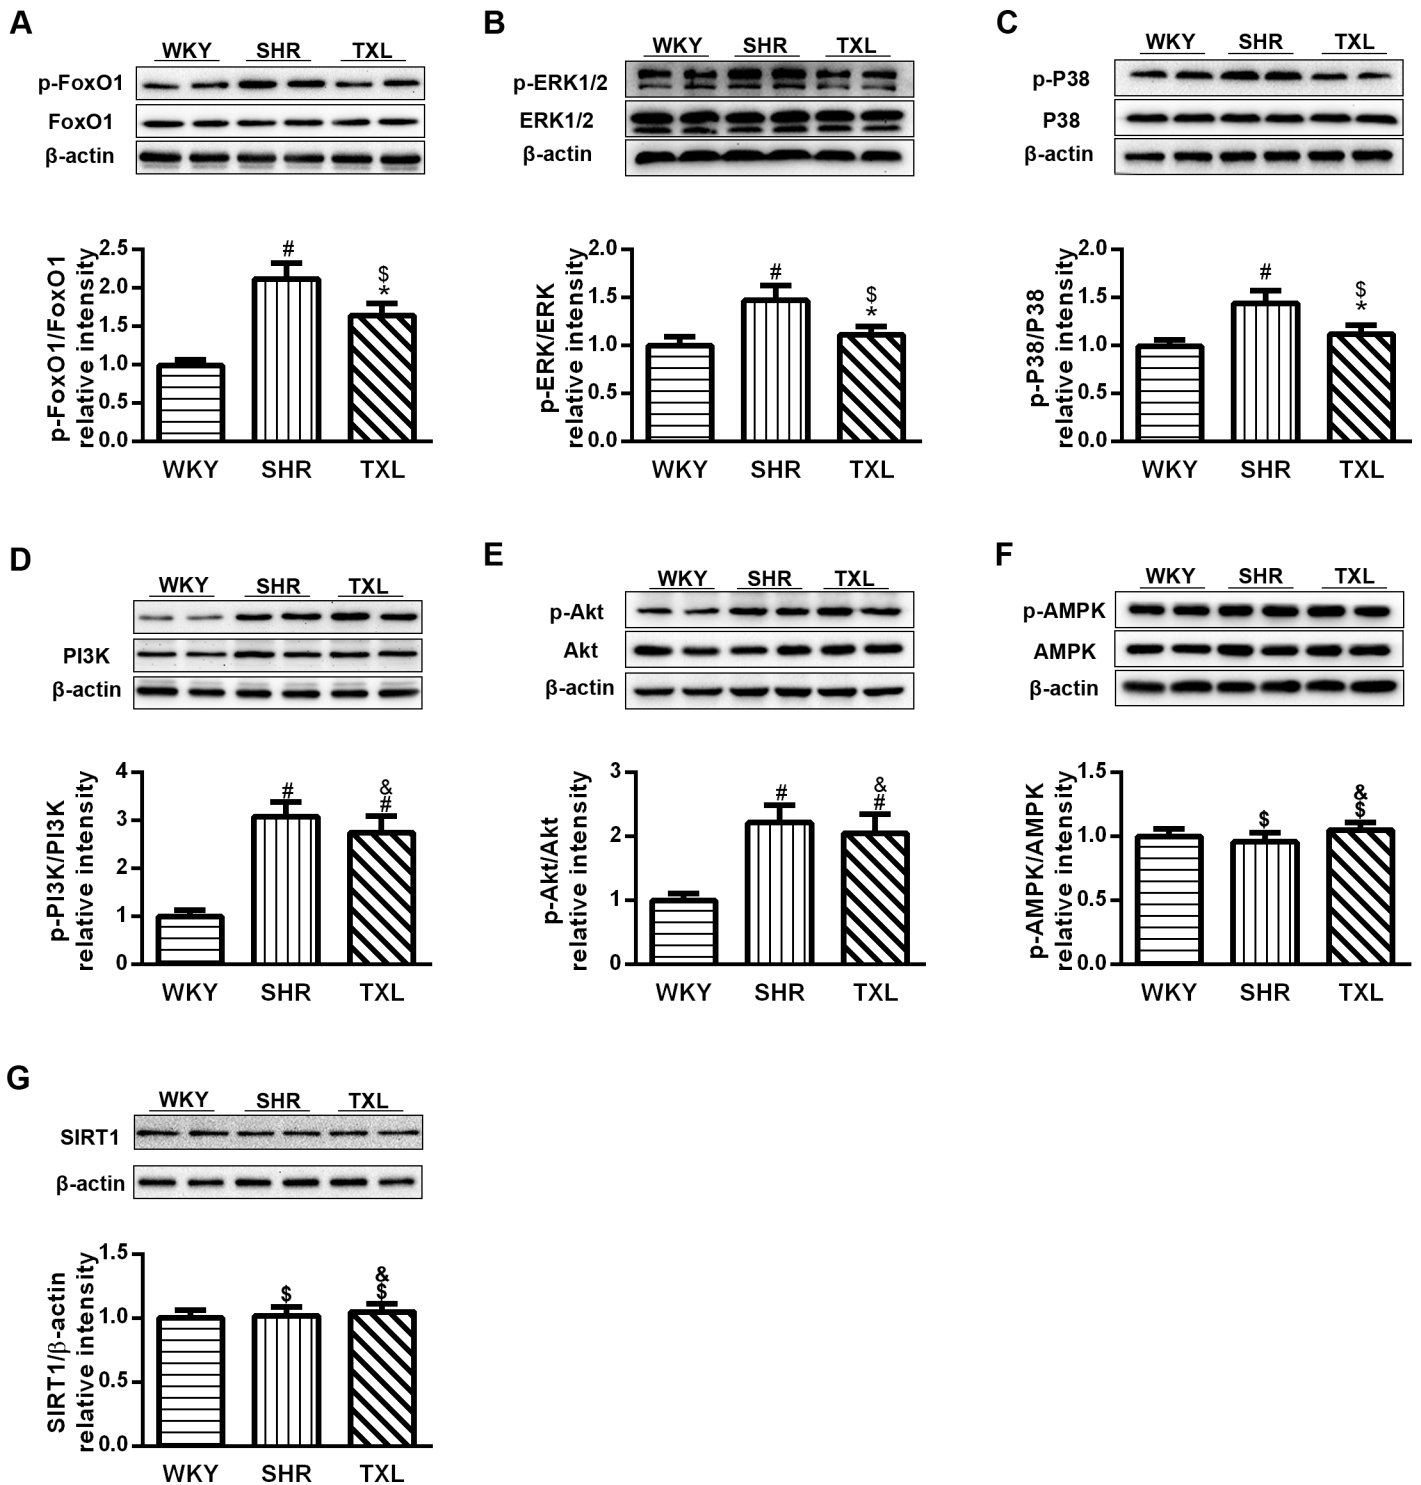 A
WKY SHR TXL
p-FoxO1
FoxO1
β-actin
p-FoxO1/FoxO1
relative intensity
2.5
2.0
1.5
1.0
0.5
0.0
#
$
*
WKY SHR TXL
B
WKY SHR TXL
p-ERK1/2
ERK1/2
β-actin
p-ERK/ERK
relative intensity
2.0
1.5
1.0
0.5
0.0
#
$
*
WKY SHR TXL
C
WKY SHR TXL
p-P38
P38
β-actin
p-P38/P38
relative intensity
2.0
1.5
1.0
0.5
0.0
#
$
*
WKY SHR TXL
D
WKY SHR TXL
PI3K
β-actin
p-PI3K/PI3K
relative intensity
4
3
2
1
0
#
&
#
WKY SHR TXL
E
WKY SHR TXL
p-Akt
Akt
β-actin
p-Akt/Akt
relative intensity
3
2
1
0
#
&
#
WKY SHR TXL
F
WKY SHR TXL
p-AMPK
AMPK
β-actin
p-AMPK/AMPK
relative intensity
1.5
1.0
0.5
0.0
$
&
$
WKY SHR TXL
G
WKY SHR TXL
SIRT1
β-actin
SIRT1/β-actin
relative intensity
1.5
1.0
0.5
0.0
$
&
$
WKY SHR TXL